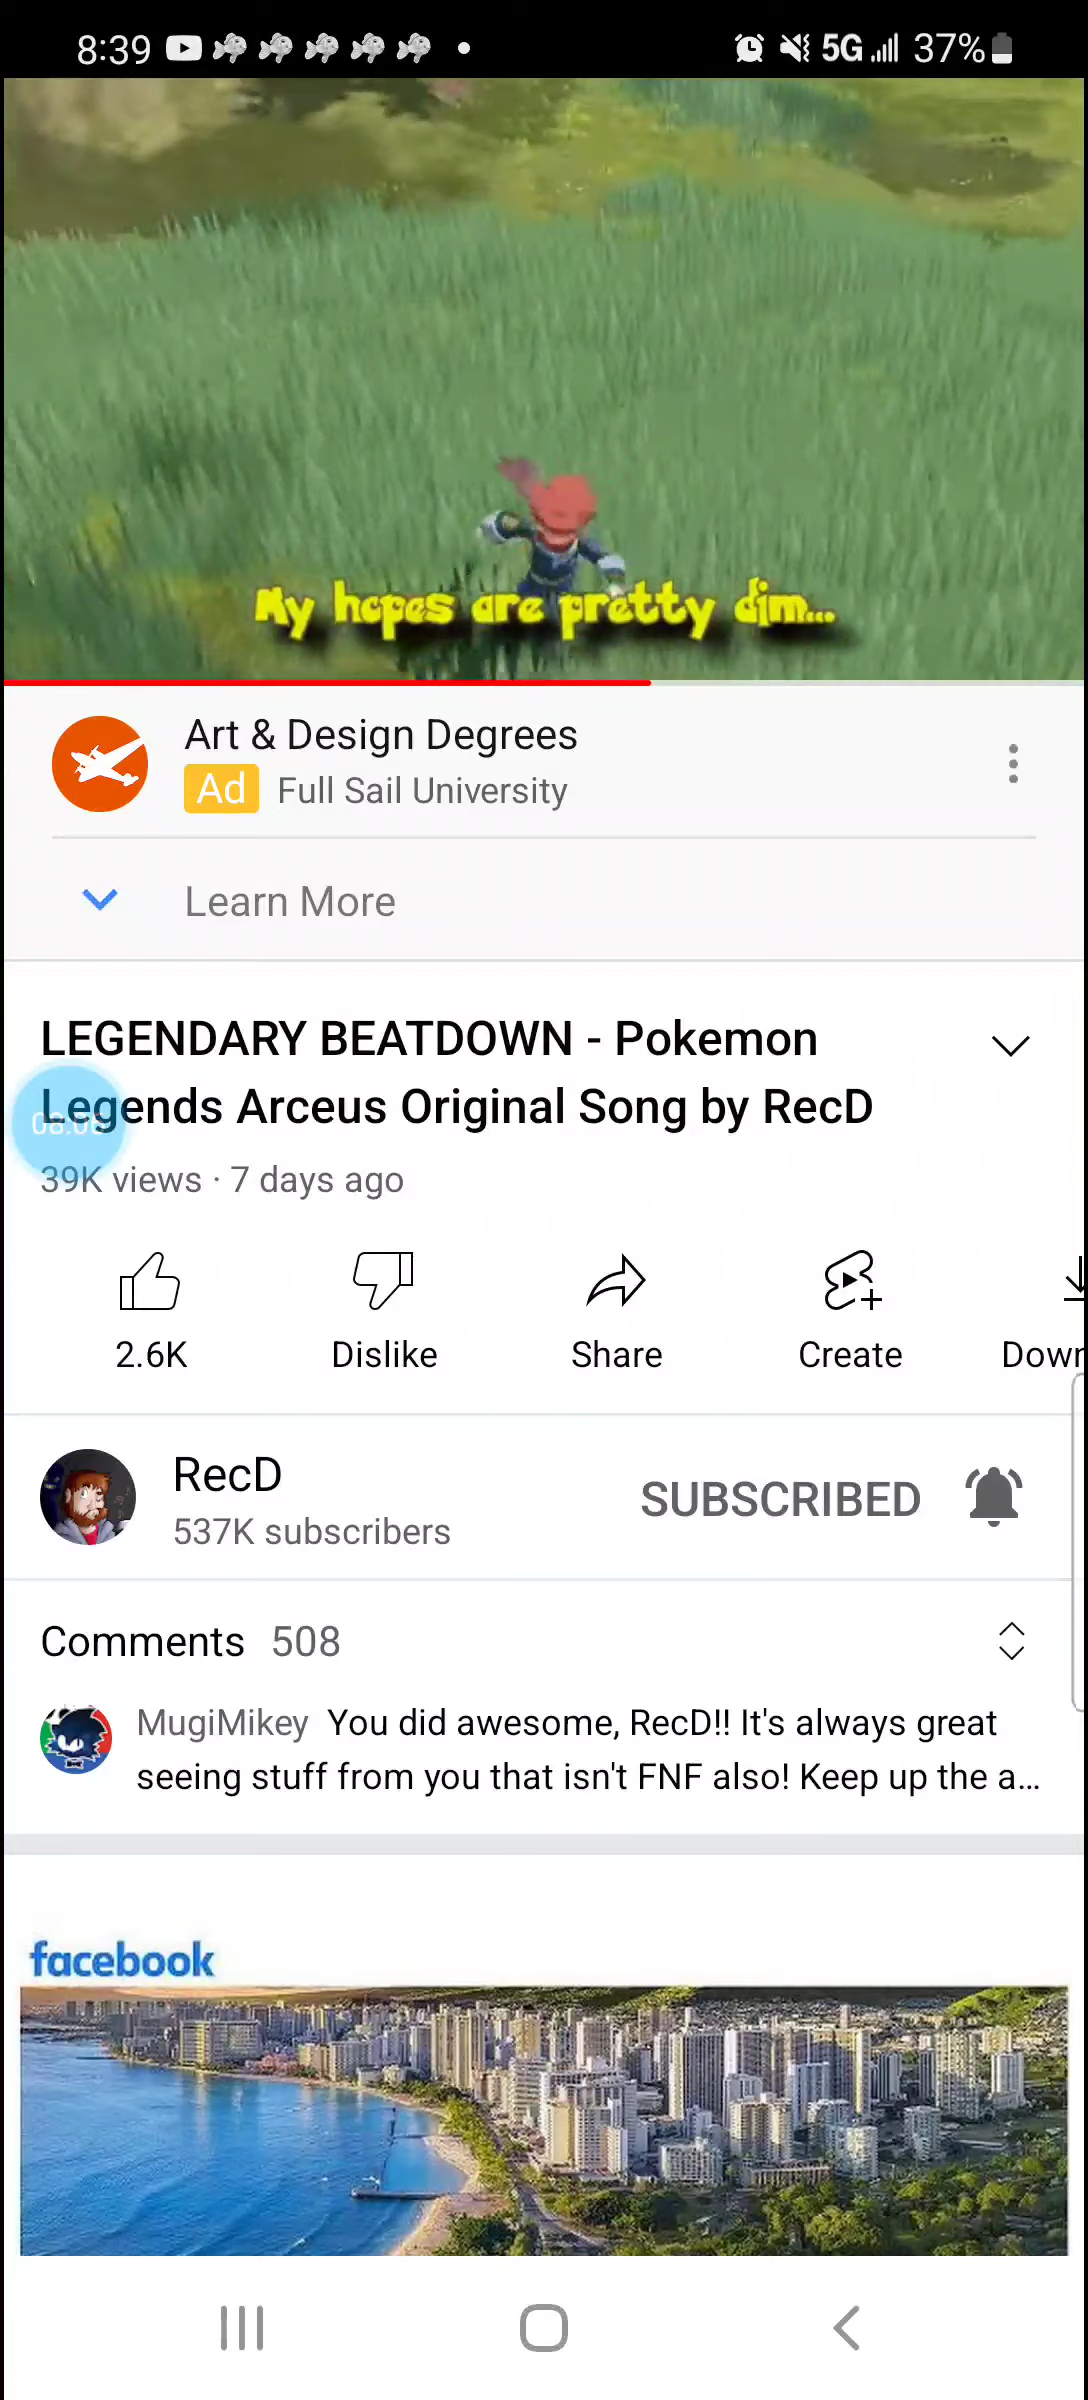 8:39
5G 37%
My hopes are pretty dim...
Art & Design Degrees
Ad Full Sail University
Learn More
LEGENDARY BEATDOWN - Pokemon
Legends Arceus Original Song by RecD
39K views · 7 days ago
2.6K Dislike Share Create Down
RecD
537K subscribers
SUBSCRIBED
Comments 508
MugiMikey You did awesome, RecD!! It's always great
seeing stuff from you that isn't FNF also! Keep up the a...
facebook